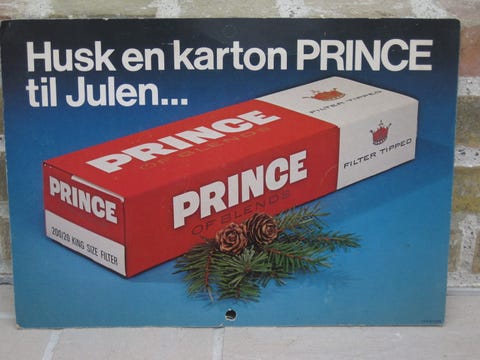 Husk en karton PRINCE
til Julen...
PRINCE
OF BLENDS
FILTER TIPPED
PRINCE
OF BLENDS
FILTER TIPPED
PRINCE
200/20 KING SIZE FILTER